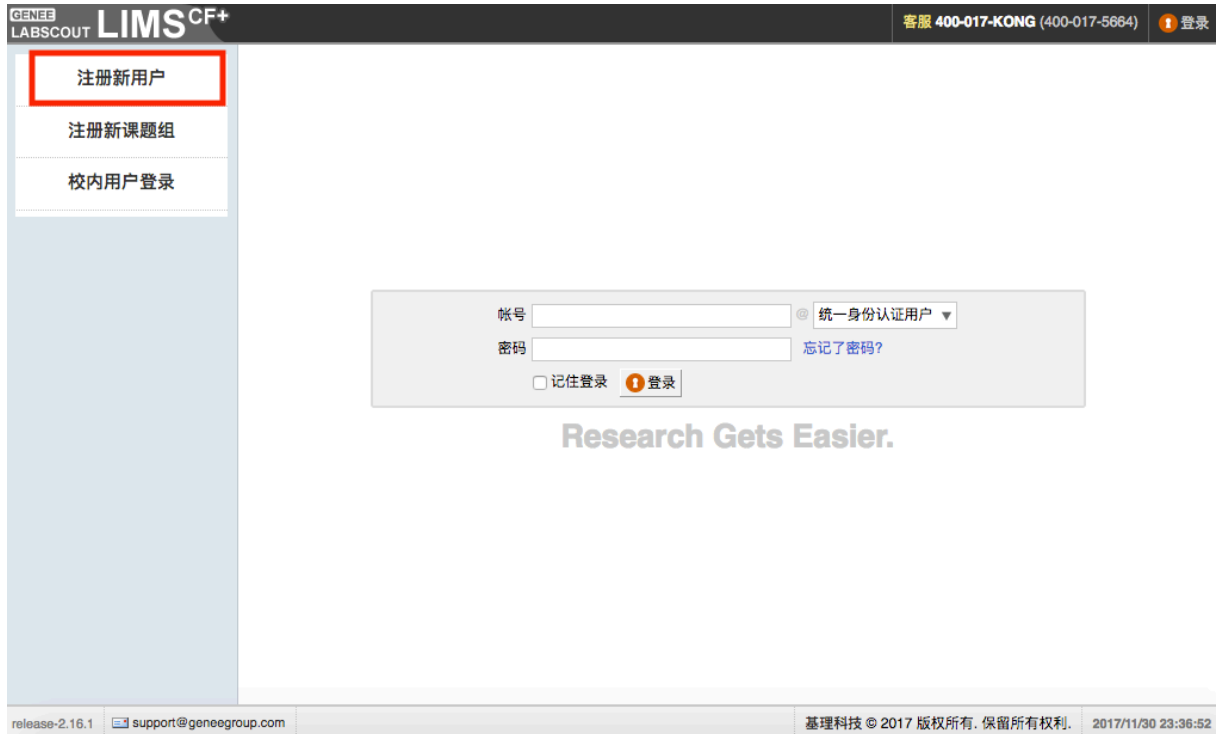 GENEE
LABSCOUT LIMS CF+
客服 400-017-KONG (400-017-5664)
登录
注册新用户
注册新课题组
校内用户登录
帐号
@ 统一身份认证用户
密码
忘记了密码?
记住登录
登录
Research Gets Easier.
release-2.16.1
support@geneegroup.com
基理科技 © 2017 版权所有. 保留所有权利.
2017/11/30 23:36:52